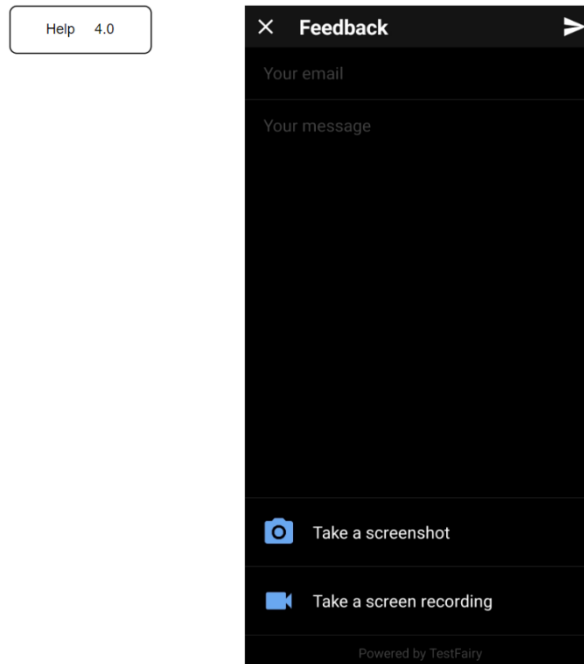 Help 4.0
Feedback
Your email
Your message
Take a screenshot
Take a screen recording
Powered by TestFairy